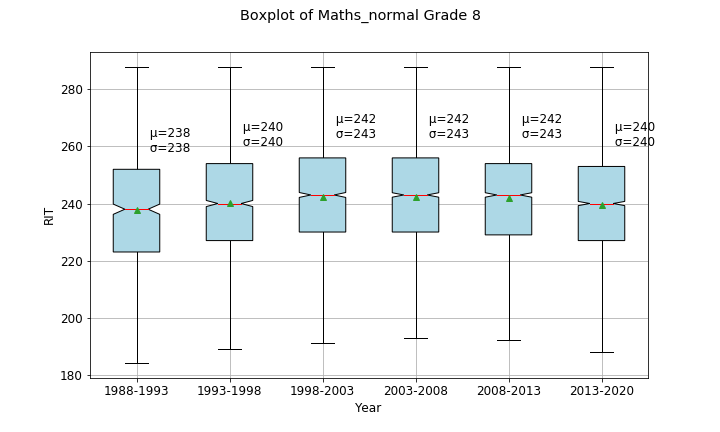 Boxplot of Maths_normal Grade 8
RIT
280
260
240
220
200
180
μ=238
σ=238
μ=240
σ=240
μ=242
σ=243
μ=242
σ=243
μ=242
σ=243
μ=240
σ=240
1988-1993
1993-1998
1998-2003
2003-2008
2008-2013
2013-2020
Year